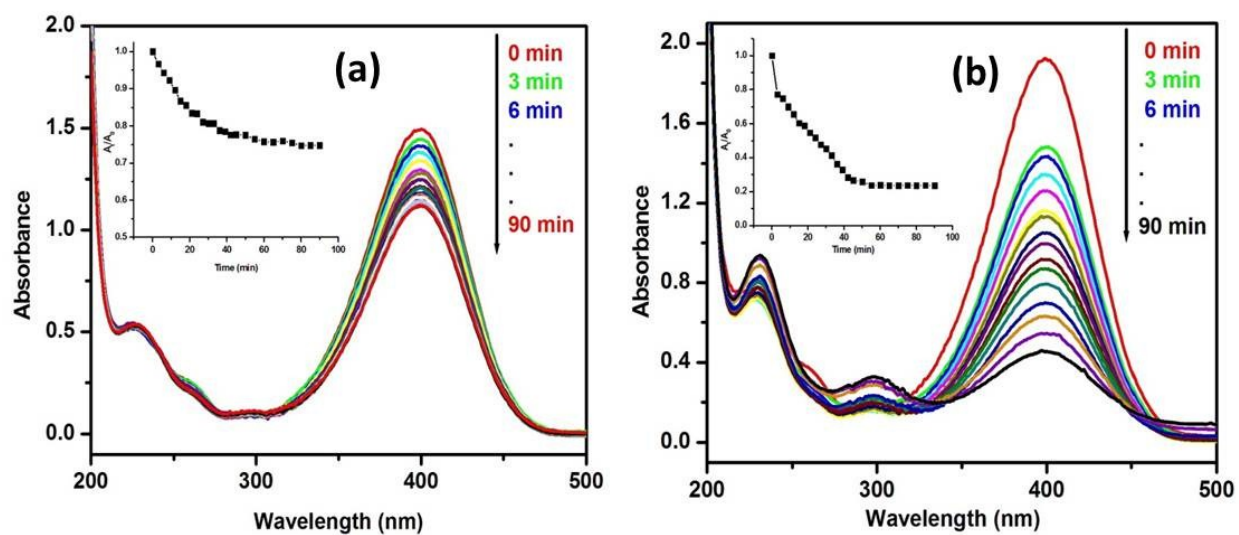 2.0
1.5
1.0
0.5
0.0
Absorbance
200
300
400
500
Wavelength (nm)
(a)
0 min
3 min
6 min
.
.
.
90 min
1.0
0.9
0.8
0.7
0.6
0.5
At/A0
0
20
40
60
80
100
Time (min)
2.0
1.6
1.2
0.8
0.4
0.0
Absorbance
200
300
400
500
Wavelength (nm)
(b)
0 min
3 min
6 min
.
.
.
90 min
1.0
0.8
0.6
0.4
0.2
0.0
At/A0
0
20
40
60
80
100
Time (min)